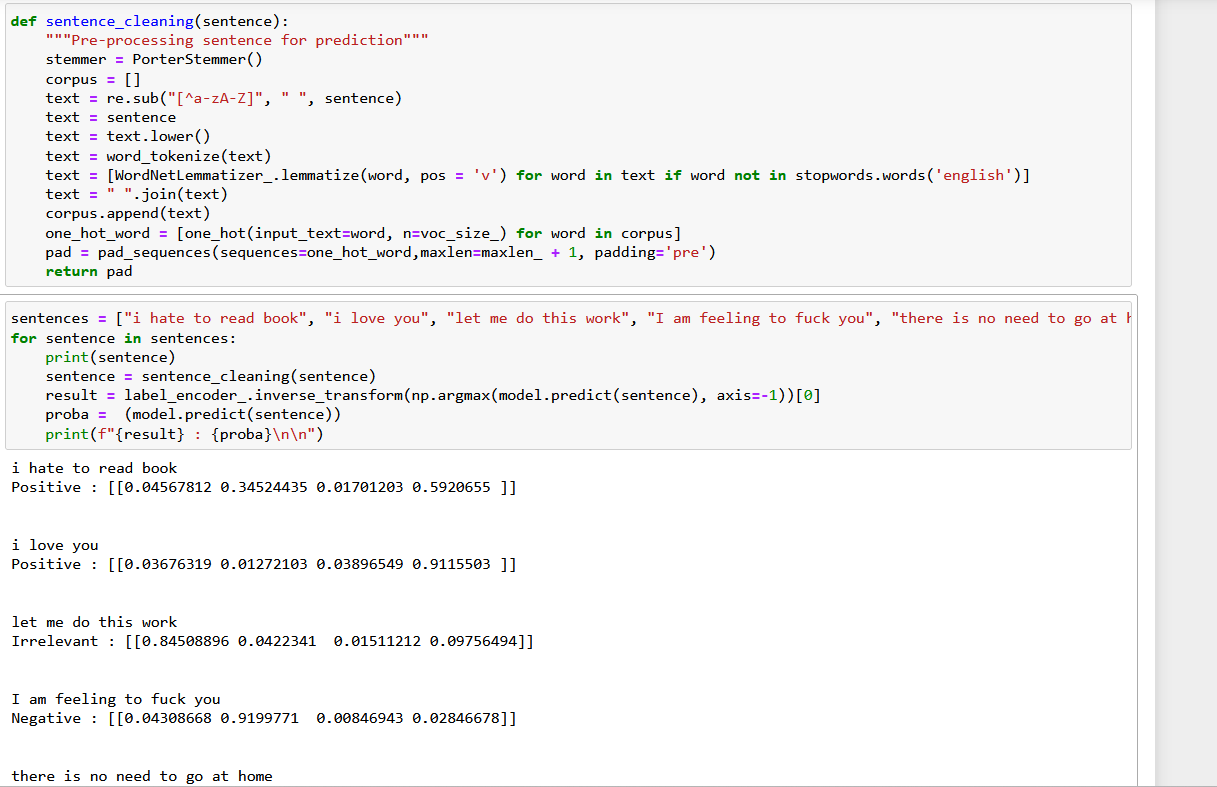 def sentence_cleaning(sentence):
    """Pre-processing sentence for prediction"""
    stemmer = PorterStemmer()
    corpus = []
    text = re.sub("[^a-zA-Z]", " ", sentence)
    text = sentence
    text = text.lower()
    text = word_tokenize(text)
    text = [WordNetLemmatizer_.lemmatize(word, pos = 'v') for word in text if word not in stopwords.words('english')]
    text = " ".join(text)
    corpus.append(text)
    one_hot_word = [one_hot(input_text=word, n=voc_size_) for word in corpus]
    pad = pad_sequences(sequences=one_hot_word,maxlen=maxlen_ + 1, padding='pre')
    return pad
sentences = ["i hate to read book", "i love you", "let me do this work", "I am feeling to fuck you", "there is no need to go at
for sentence in sentences:
    print(sentence)
    sentence = sentence_cleaning(sentence)
    result = label_encoder_.inverse_transform(np.argmax(model.predict(sentence), axis=-1))[0]
    proba =  (model.predict(sentence))
    print(f"{result} : {proba}\n\n")
i hate to read book
Positive : [[0.04567812 0.34524435 0.01701203 0.5920655 ]]
i love you
Positive : [[0.03676319 0.01272103 0.03896549 0.9115503 ]]
let me do this work
Irrelevant : [[0.84508896 0.0422341  0.01511212 0.09756494]]
I am feeling to fuck you
Negative : [[0.04308668 0.9199771  0.00846943 0.02846678]]
there is no need to go at home